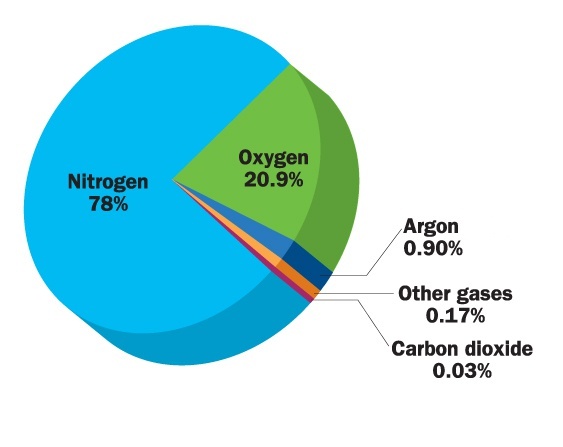 Nitrogen
78%
Oxygen
20.9%
Argon
0.90%
Other gases
0.17%
Carbon dioxide
0.03%